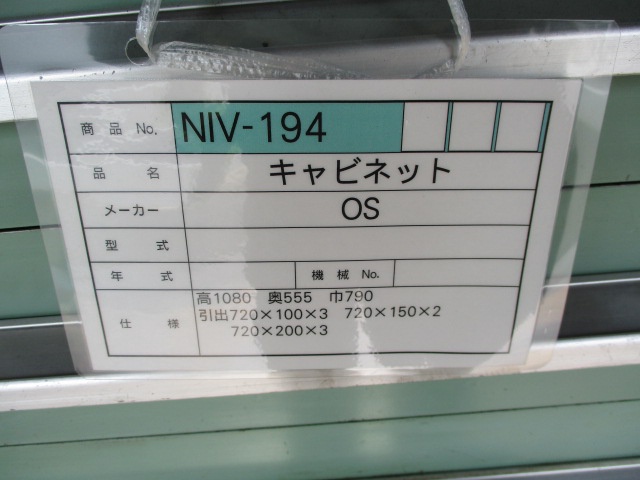 商品No. NIV-194
品名 キャビネット
メーカー OS
型式
年式 機械No.
仕様 高1080 奥555 巾790
引出720×100×3 720×150×2
720×200×3